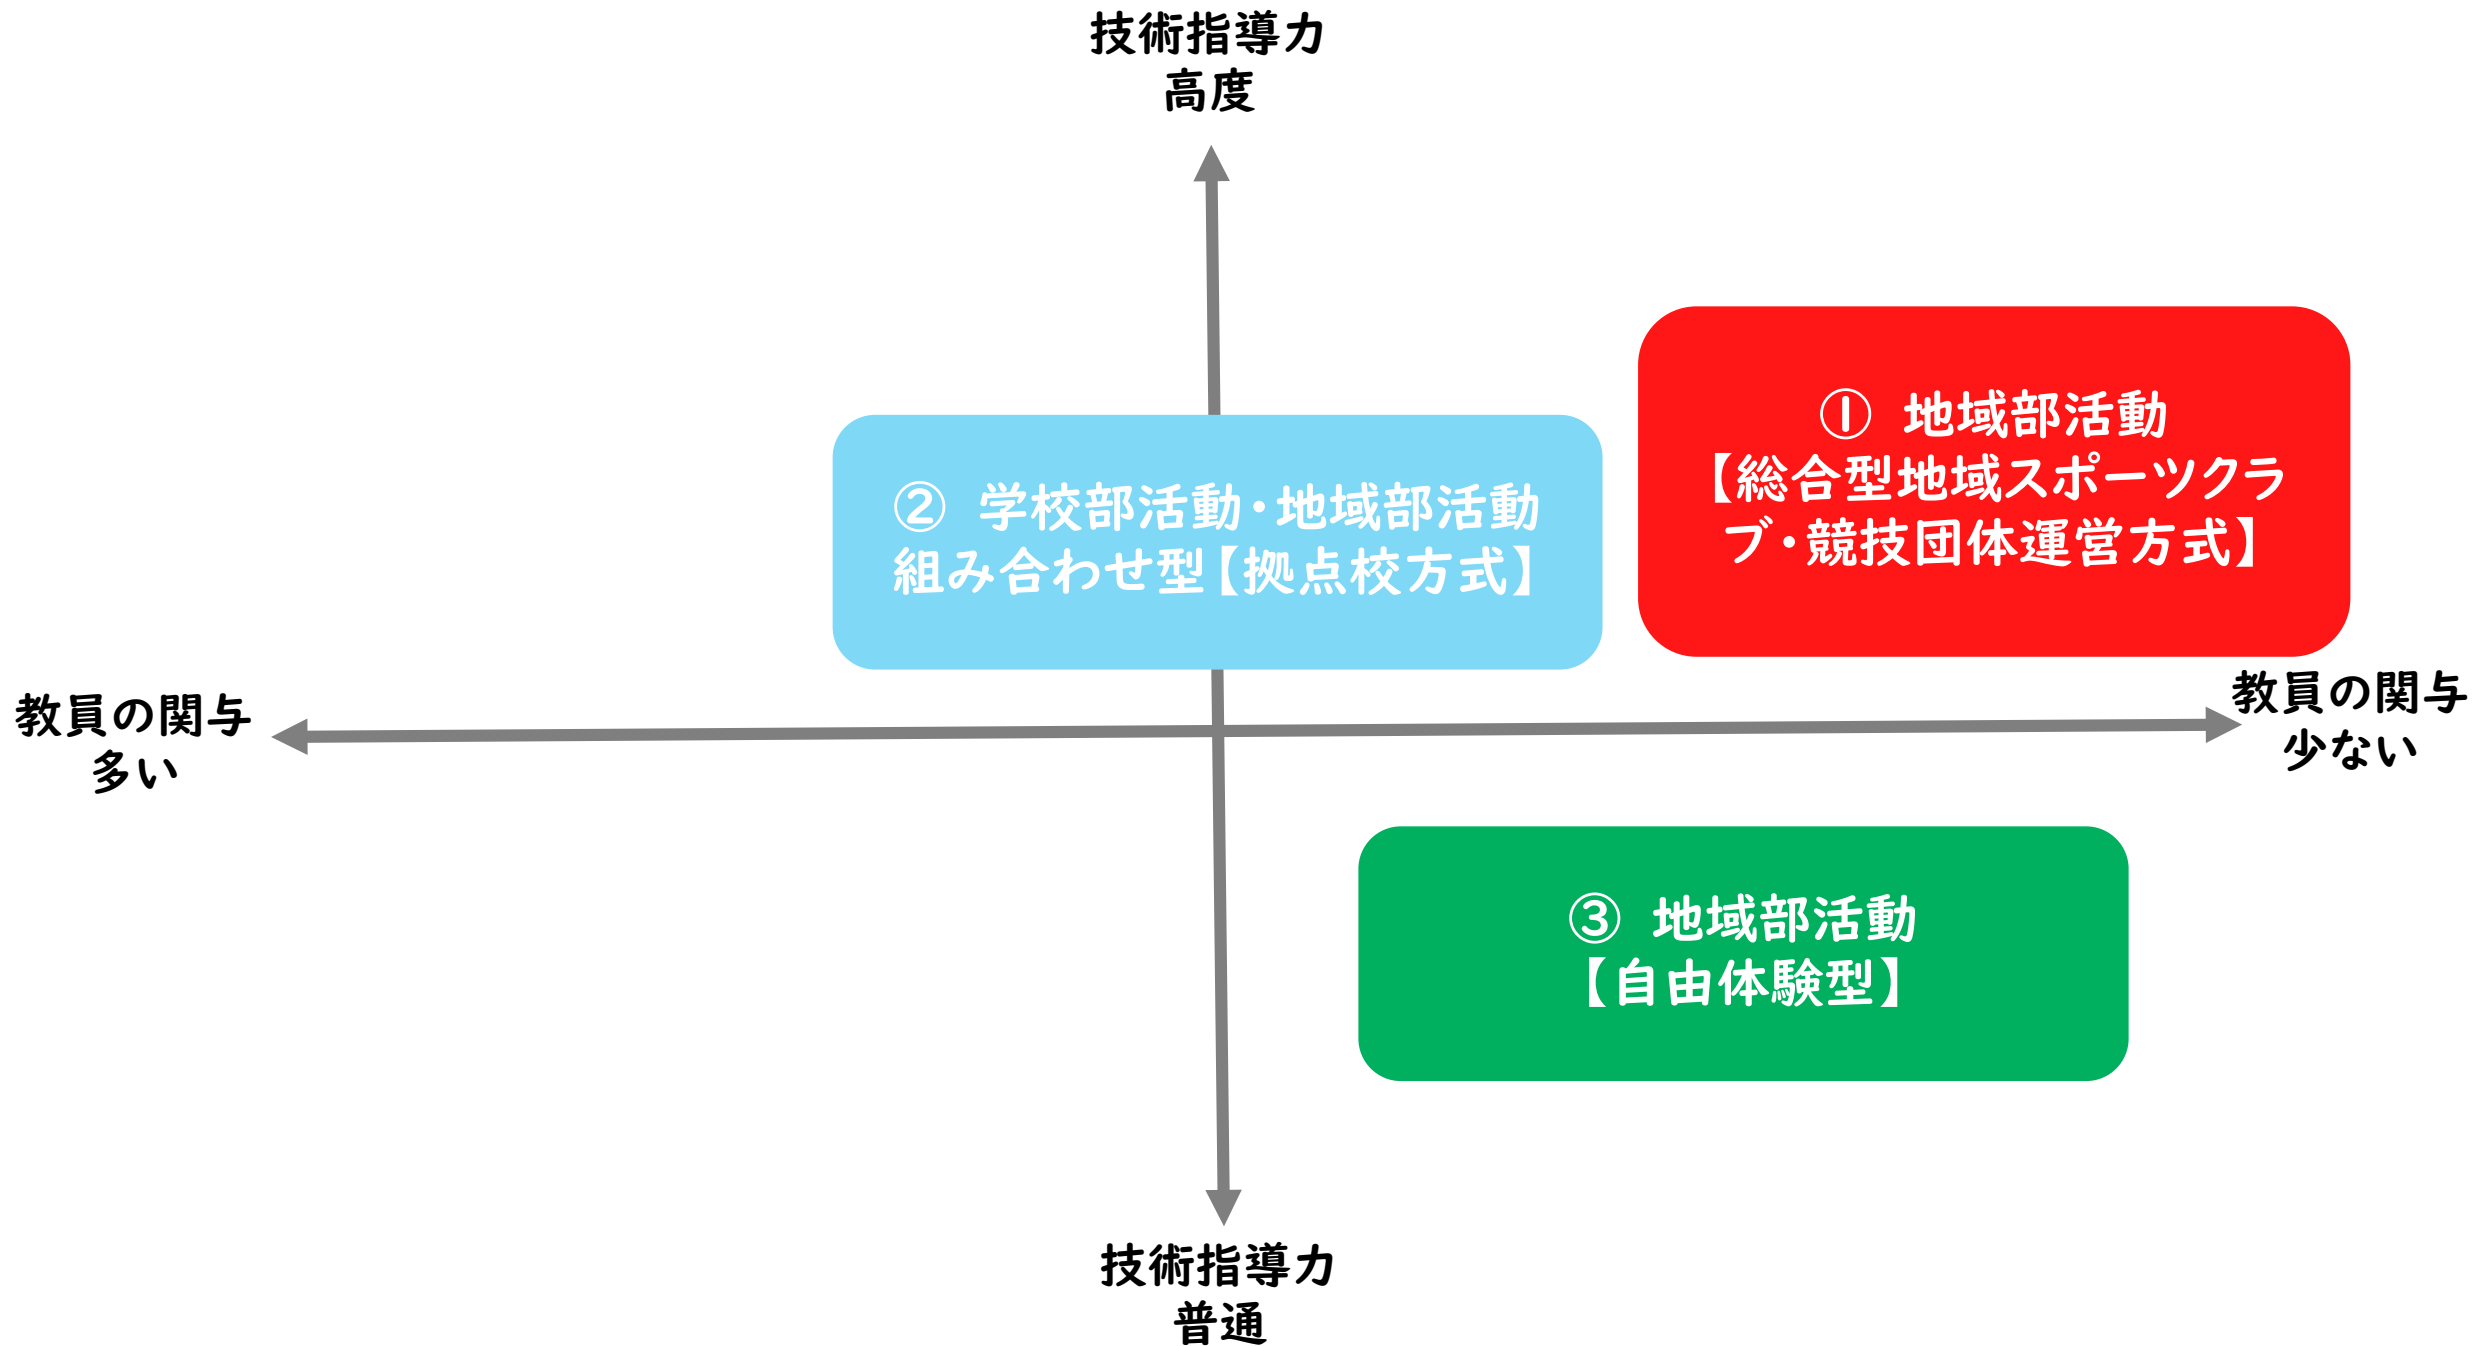 技術指導力
高度
① 地域部活動
【総合型地域スポーツクラ
ブ・競技団体運営方式】
② 学校部活動・地域部活動
組み合わせ型【拠点校方式】
教員の関与
多い
教員の関与
少ない
③ 地域部活動
【自由体験型】
技術指導力
普通